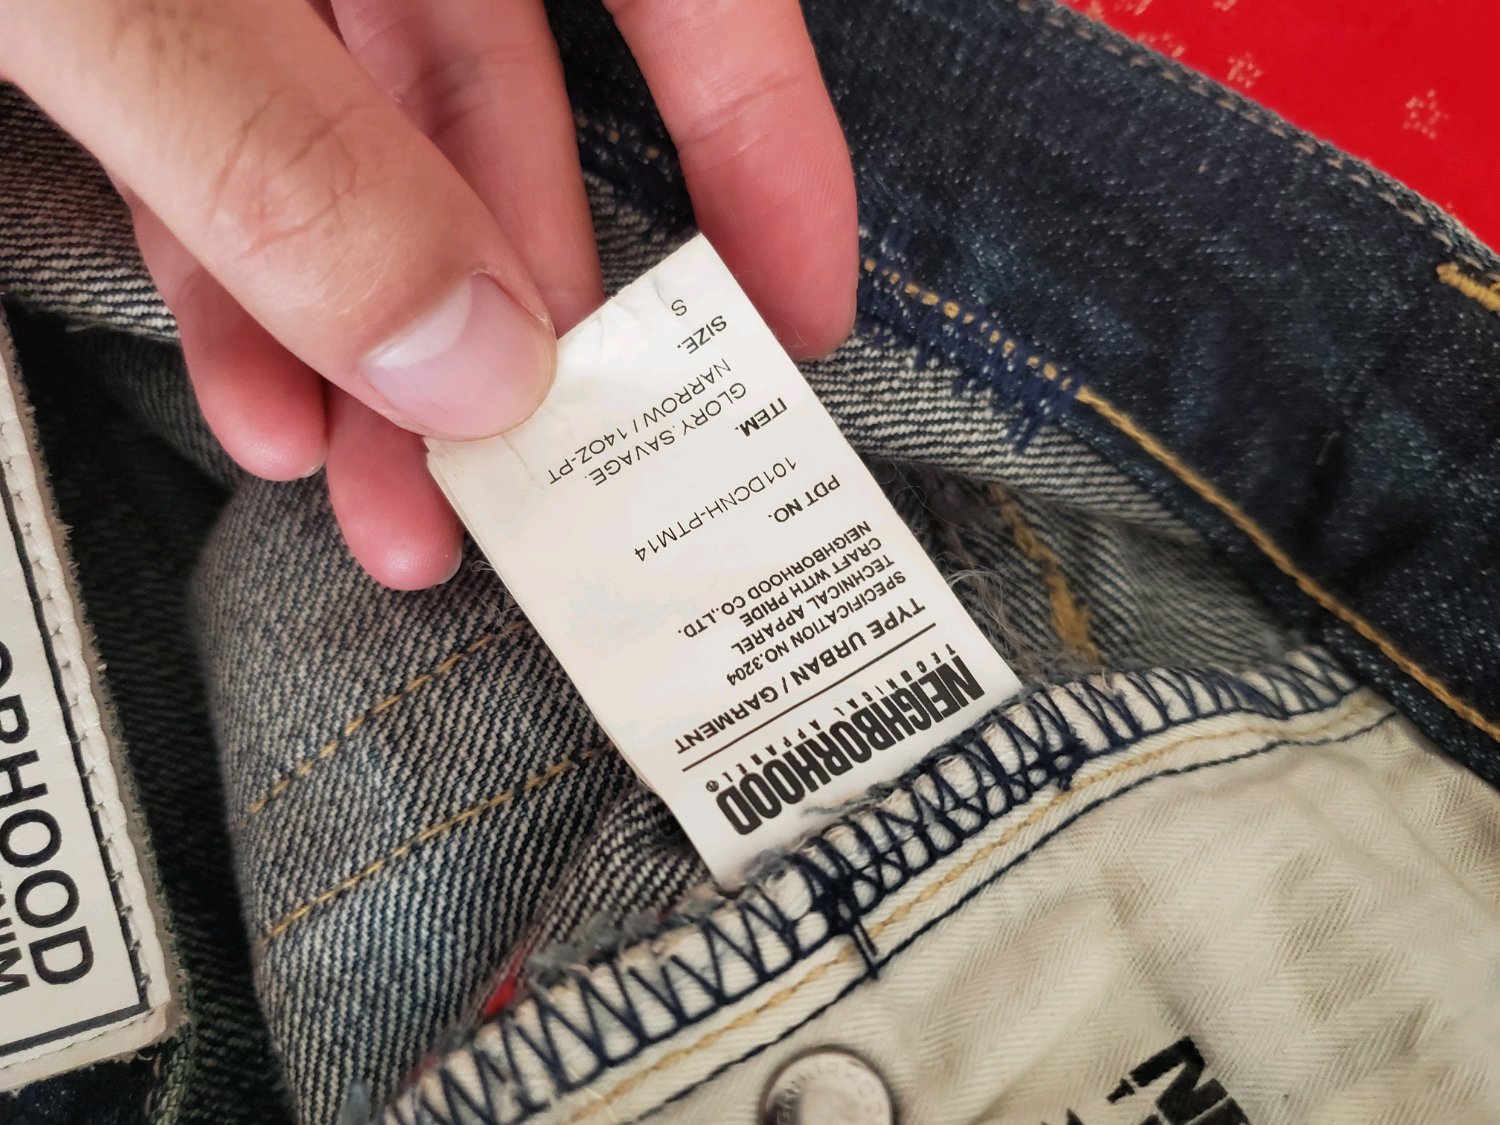 NEIGHBORHOOD®
TECHNICAL APPAREL
TYPE URBAN / GARMENT
SPECIFICATION NO.3204
TECHNICAL APPAREL
CRAFT WITH PRIDE
NEIGHBORHOOD CO.,LTD.
PDT NO.
101DCNH-PTM14
ITEM.
GLORY.SAVAGE.
NARROW / 14OZ-PT
SIZE.
S
ORHOOD